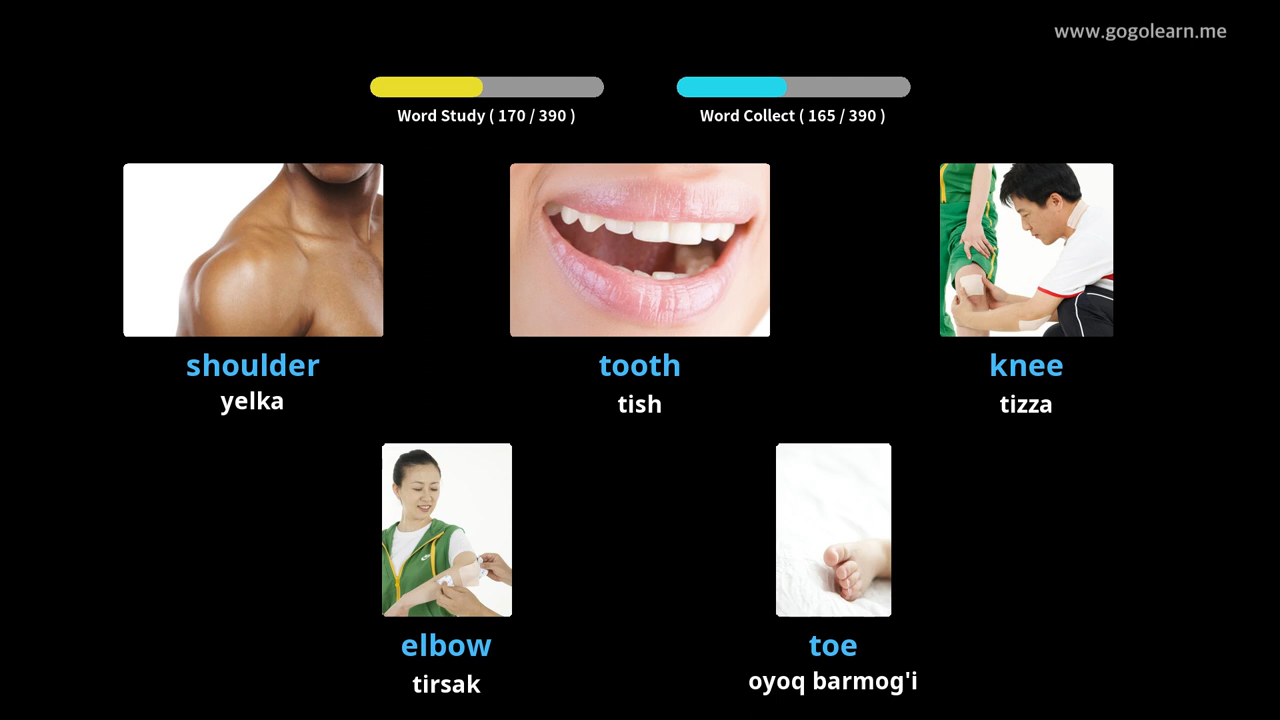 www.gogolearn.me
Word Study ( 170 / 390 )
Word Collect ( 165 / 390 )
shoulder
yelka
tooth
tish
knee
tizza
elbow
tirsak
toe
oyoq barmog'i